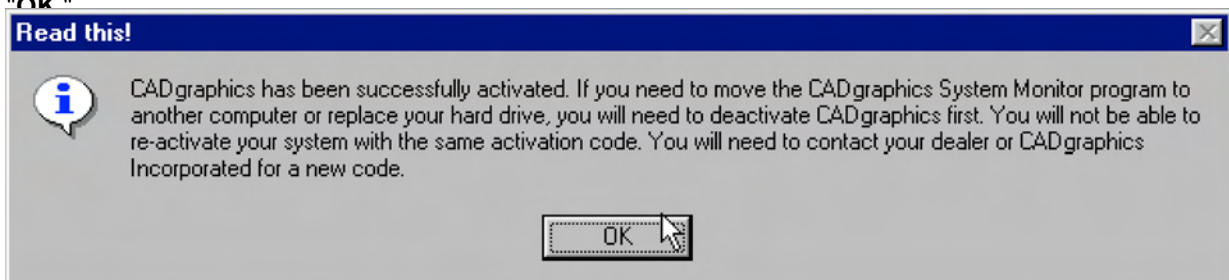 "OK."
Read this!
CADgraphics has been successfully activated. If you need to move the CADgraphics System Monitor program to
another computer or replace your hard drive, you will need to deactivate CADgraphics first. You will not be able to
re-activate your system with the same activation code. You will need to contact your dealer or CADgraphics
Incorporated for a new code.
OK